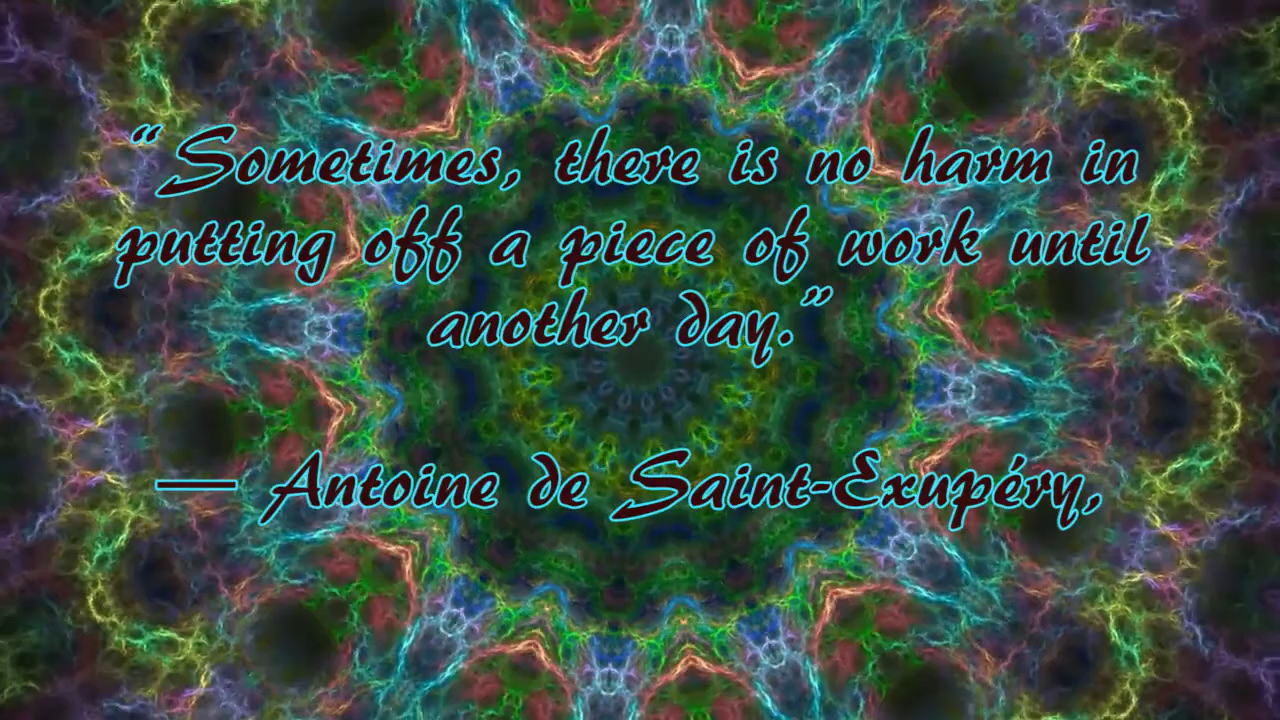 “Sometimes, there is no harm in
putting off a piece of work until
another day.”
— Antoine de Saint-Exupéry,